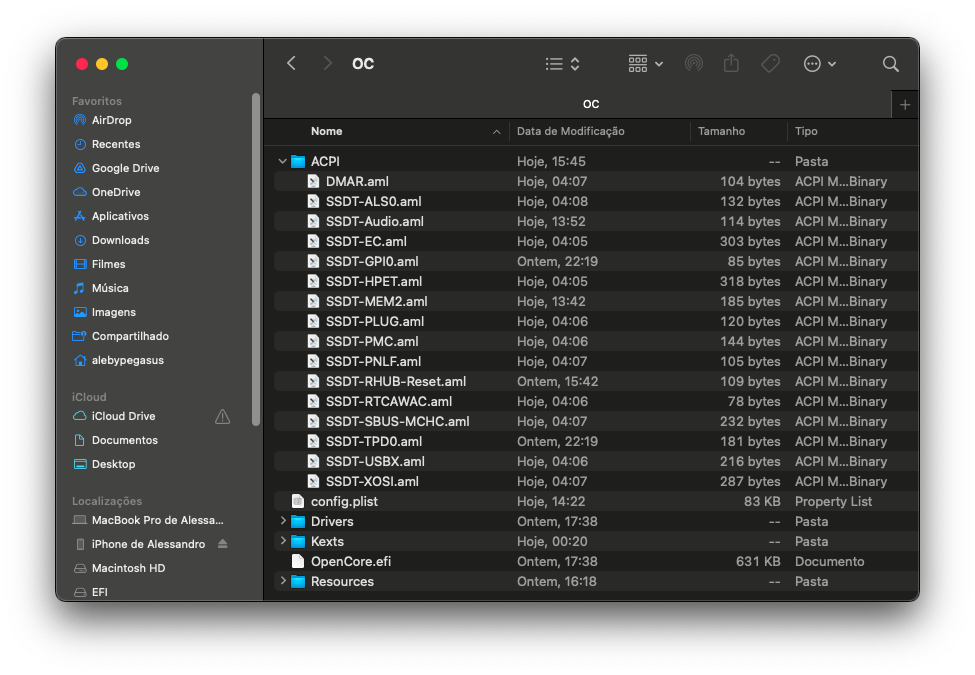 OC
OC
Favoritos
AirDrop
Recentes
Google Drive
OneDrive
Aplicativos
Downloads
Filmes
Música
Imagens
Compartilhado
alebypegasus
iCloud
iCloud Drive
Documentos
Desktop
Localizações
MacBook Pro de Alessa...
iPhone de Alessandro
Macintosh HD
EFI
Nome Data de Modificação Tamanho Tipo
ACPI Hoje, 15:45 -- Pasta
DMAR.aml Hoje, 04:07 104 bytes ACPI M...Binary
SSDT-ALS0.aml Hoje, 04:08 132 bytes ACPI M...Binary
SSDT-Audio.aml Hoje, 13:52 114 bytes ACPI M...Binary
SSDT-EC.aml Hoje, 04:05 303 bytes ACPI M...Binary
SSDT-GPI0.aml Ontem, 22:19 85 bytes ACPI M...Binary
SSDT-HPET.aml Hoje, 04:05 318 bytes ACPI M...Binary
SSDT-MEM2.aml Hoje, 13:42 185 bytes ACPI M...Binary
SSDT-PLUG.aml Hoje, 04:06 120 bytes ACPI M...Binary
SSDT-PMC.aml Hoje, 04:06 144 bytes ACPI M...Binary
SSDT-PNLF.aml Hoje, 04:07 105 bytes ACPI M...Binary
SSDT-RHUB-Reset.aml Ontem, 15:42 109 bytes ACPI M...Binary
SSDT-RTCAWAC.aml Hoje, 04:06 78 bytes ACPI M...Binary
SSDT-SBUS-MCHC.aml Hoje, 04:07 232 bytes ACPI M...Binary
SSDT-TPD0.aml Ontem, 22:19 181 bytes ACPI M...Binary
SSDT-USBX.aml Hoje, 04:06 216 bytes ACPI M...Binary
SSDT-XOSI.aml Hoje, 04:07 287 bytes ACPI M...Binary
config.plist Hoje, 14:22 83 KB Property List
Drivers Ontem, 17:38 -- Pasta
Kexts Hoje, 00:20 -- Pasta
OpenCore.efi Ontem, 17:38 631 KB Documento
Resources Ontem, 16:18 -- Pasta